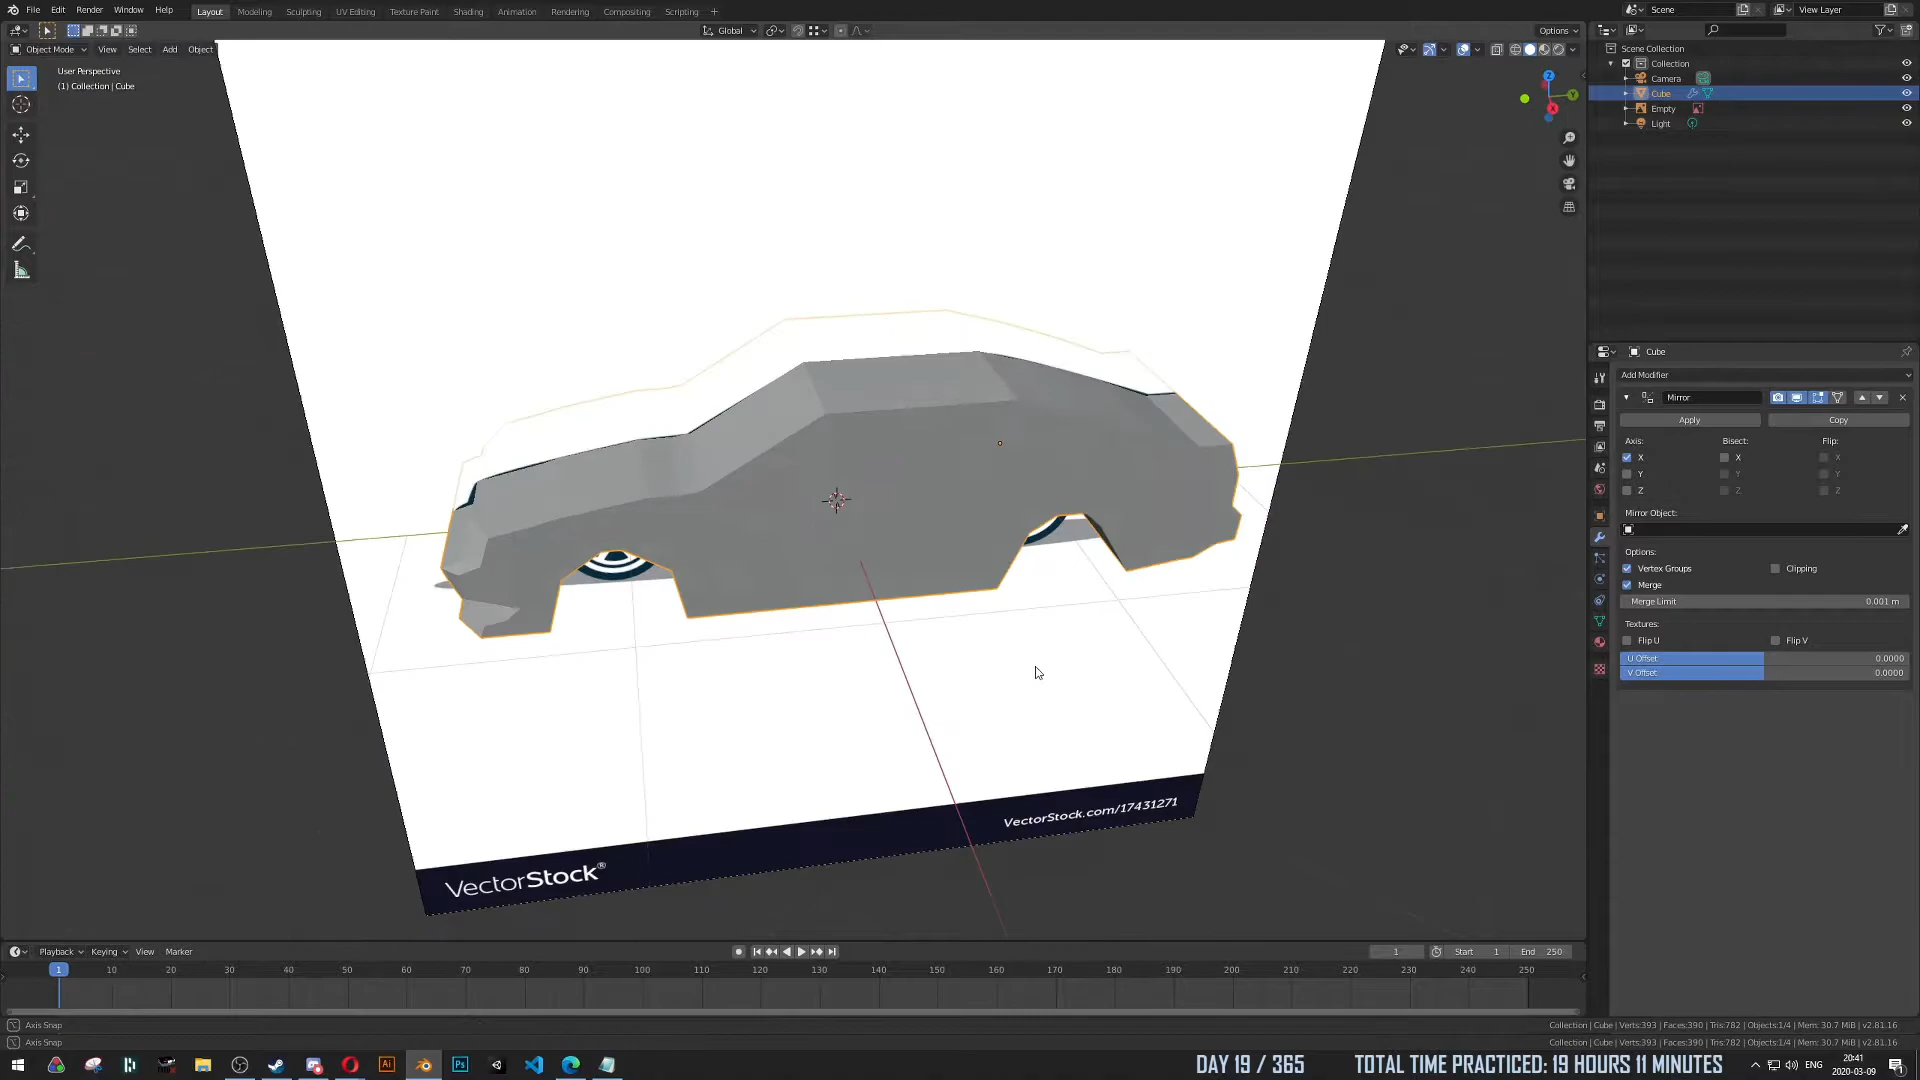 File Edit Render Window Help Layout Modeling Sculpting UV Editing Texture Paint Shading Animation Rendering Compositing Scripting +
Scene View Layer
Global Options
Object Mode View Select Add Object
User Perspective
(1) Collection | Cube
Z
Y
X
Scene Collection
Collection
Camera
Cube
Empty
Light
Cube
Add Modifier
Mirror
Apply Copy
Axis: Bisect: Flip:
X X X
Y Y Y
Z Z Z
Mirror Object:
Options:
Vertex Groups Clipping
Merge
Merge Limit 0.001 m
Textures:
Flip U Flip V
U Offset 0.0000
V Offset 0.0000
VectorStock.com/17431271
VectorStock®
Playback Keying View Marker 1 Start 1 End 250
1 10 20 30 40 50 60 70 80 90 100 110 120 130 140 150 160 170 180 190 200 210 220 230 240 250
Axis Snap Collection | Cube | Verts:393 | Faces:390 | Tris:782 | Objects:1/4 | Mem: 30.7 MiB | v2.81.16
Axis Snap Collection | Cube | Verts:393 | Faces:390 | Tris:782 | Objects:1/4 | Mem: 30.7 MiB | v2.81.16
Ai Ps DAY 19 / 365 TOTAL TIME PRACTICED: 19 HOURS 11 MINUTES ENG 20:41
2020-03-09